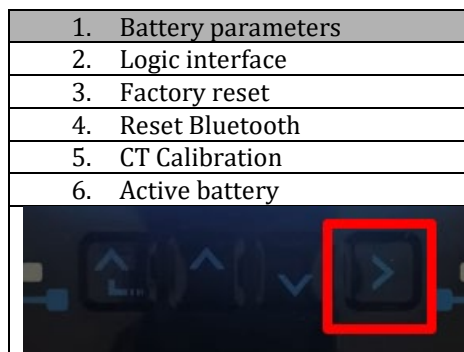 1. Battery parameters
2. Logic interface
3. Factory reset
4. Reset Bluetooth
5. CT Calibration
6. Active battery